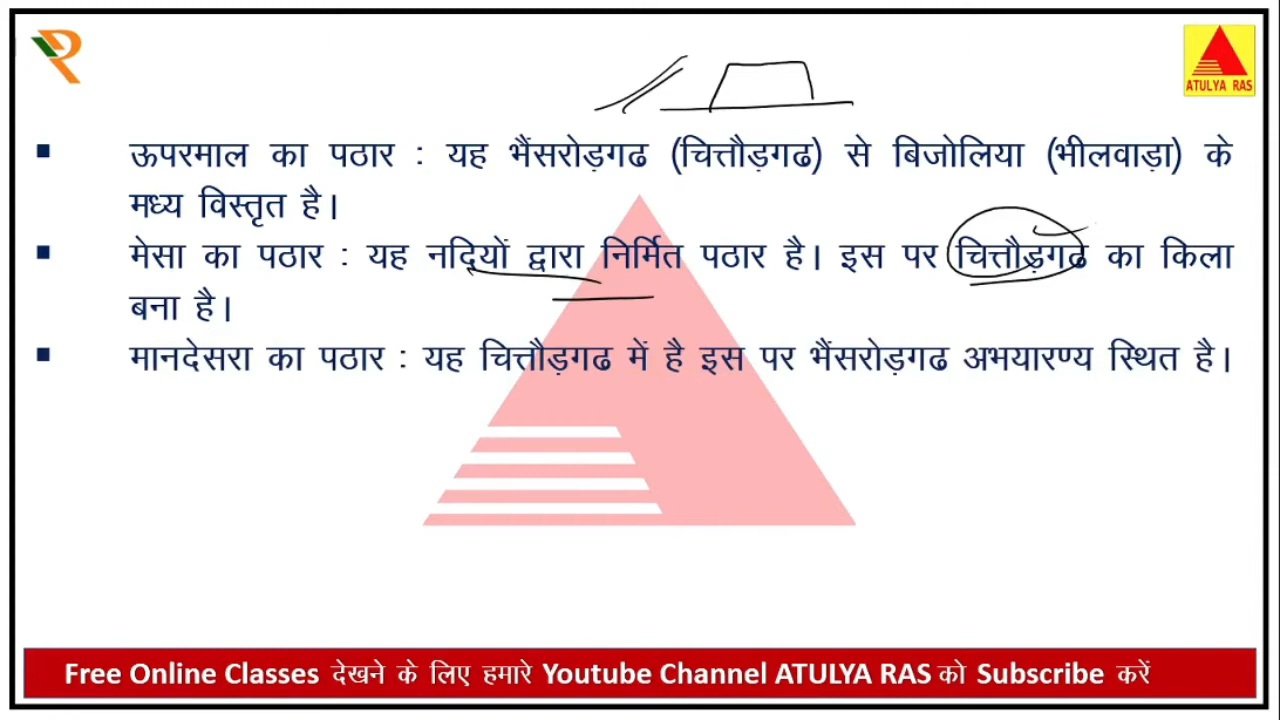 ATULYA RAS
▪ ऊपरमाल का पठार : यह भैंसरोड़गढ (चित्तौड़गढ) से बिजोलिया (भीलवाड़ा) के
मध्य विस्तृत है।
▪ मेसा का पठार : यह नदियों द्वारा निर्मित पठार है। इस पर चित्तौड़गढ का किला
बना है।
▪ मानदेसरा का पठार : यह चित्तौड़गढ में है इस पर भैंसरोड़गढ अभयारण्य स्थित है।
Free Online Classes देखने के लिए हमारे Youtube Channel ATULYA RAS को Subscribe करें